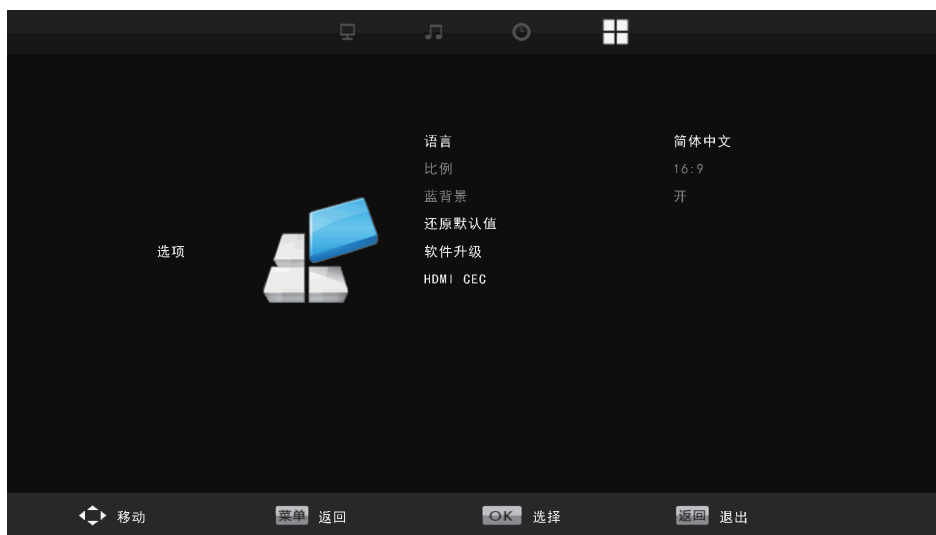 语言 简体中文
比例 16:9
蓝背景 开
还原默认值
选项
软件升级
HDMI CEC
移动 菜单 返回 OK 选择 返回 退出